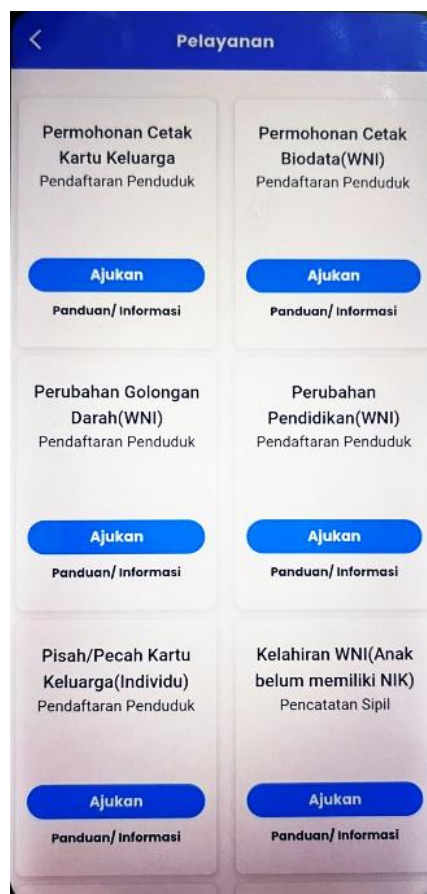 Pelayanan
Permohonan Cetak
Kartu Keluarga
Pendaftaran Penduduk
Ajukan
Panduan/ Informasi
Permohonan Cetak
Biodata(WNI)
Pendaftaran Penduduk
Ajukan
Panduan/ Informasi
Perubahan Golongan
Darah(WNI)
Pendaftaran Penduduk
Ajukan
Panduan/ Informasi
Perubahan
Pendidikan(WNI)
Pendaftaran Penduduk
Ajukan
Panduan/ Informasi
Pisah/Pecah Kartu
Keluarga(Individu)
Pendaftaran Penduduk
Ajukan
Panduan/ Informasi
Kelahiran WNI(Anak
belum memiliki NIK)
Pencatatan Sipil
Ajukan
Panduan/ Informasi